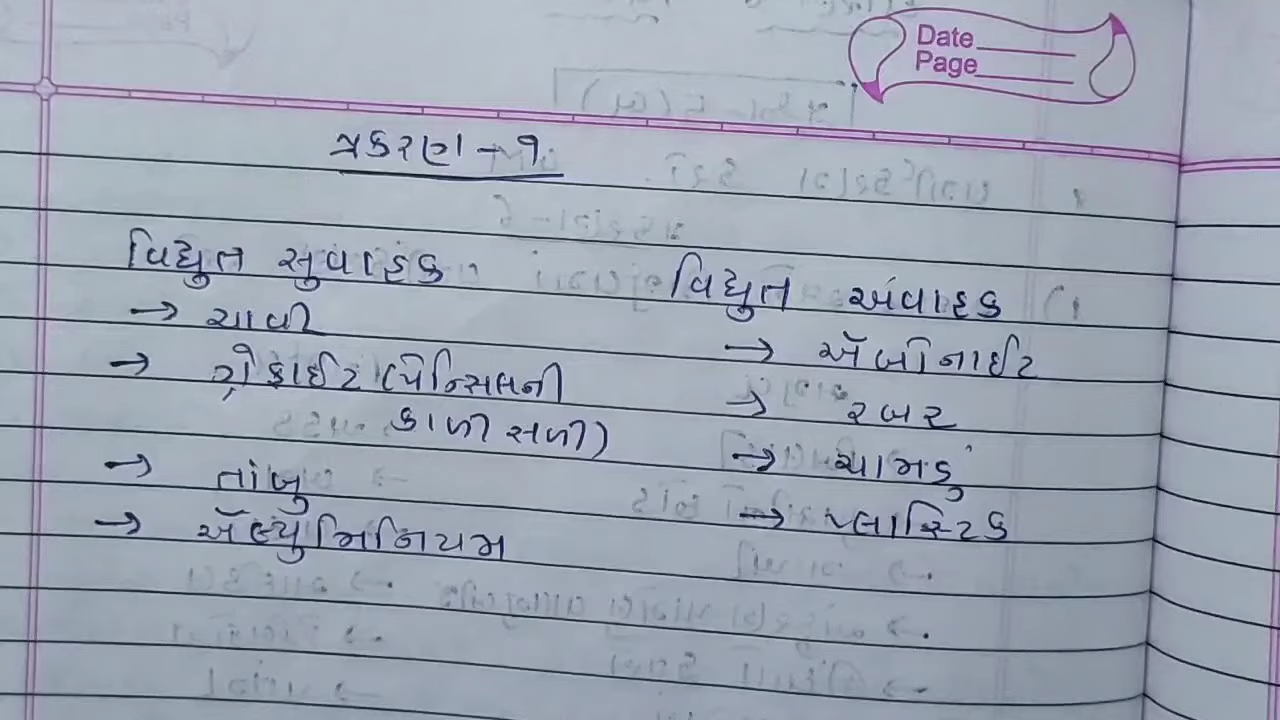 Date
Page
પ્રકરણ - ૧
વિદ્યુત સુવાહક
→ ચાવી
→ ગ્રેફાઈટ (પેન્સિલની
કાળી સળી)
→ તાંબુ
→ ઍલ્યુમિનિયમ
વિદ્યુત અવાહક
→ ઍબોનાઈટ
→ રબર
→ ચામડું
→ પ્લાસ્ટિક